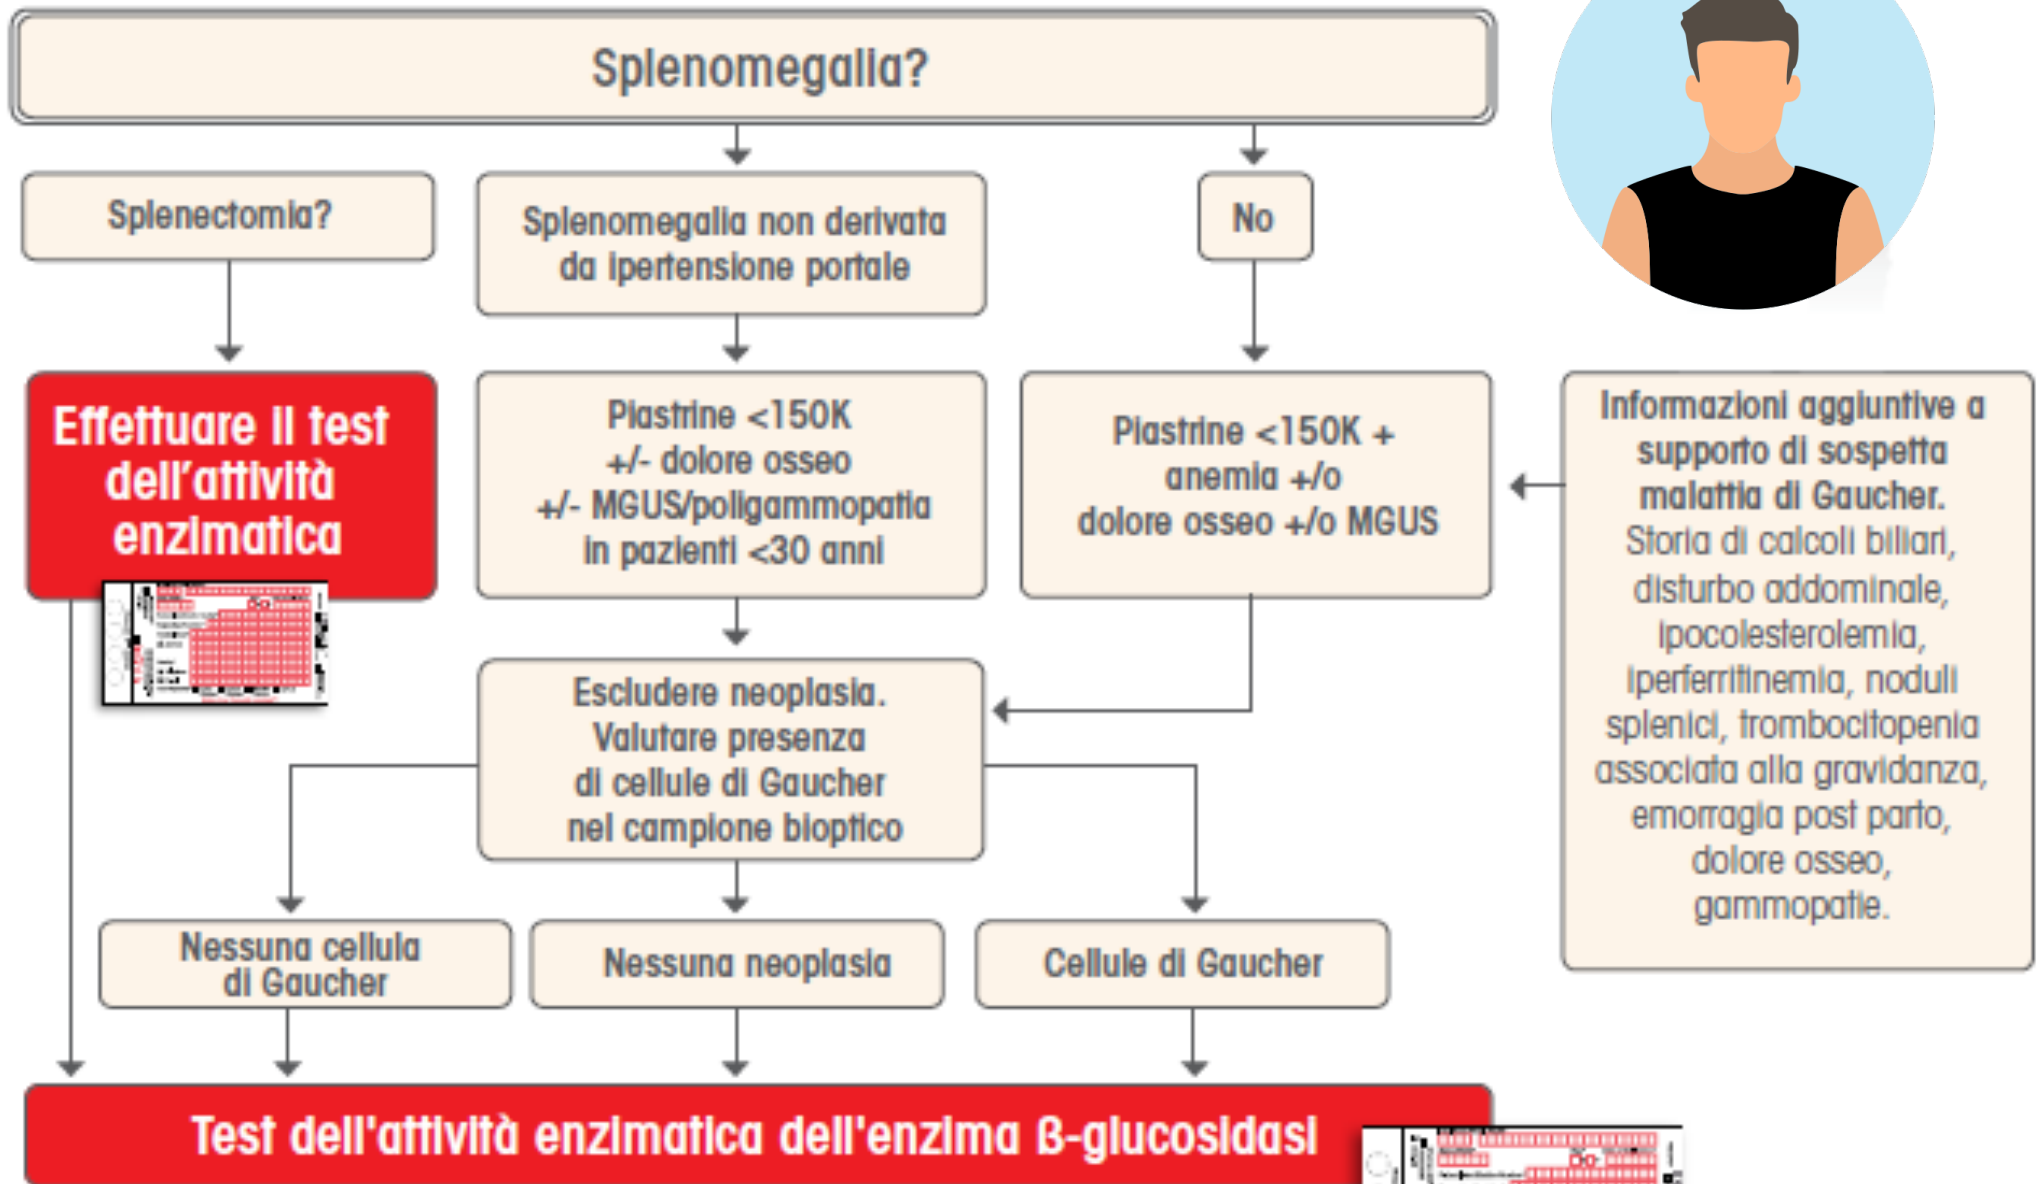 Splenomegalia?
Splenectomia?
Splenomegalia non derivata
da ipertensione portale
No
Effettuare il test
dell'attività
enzimatica
Piastrine <150K
+/- dolore osseo
+/- MGUS/poligammopatia
in pazienti <30 anni
Piastrine <150K +
anemia +/o
dolore osseo +/o MGUS
Informazioni aggiuntive a
supporto di sospetta
malattia di Gaucher.
Storia di calcoli biliari,
disturbo addominale,
ipocolesterolemia,
iperferritinemia, noduli
splenici, trombocitopenia
associata alla gravidanza,
emorragia post parto,
dolore osseo,
gammopatie.
Escludere neoplasia.
Valutare presenza
di cellule di Gaucher
nel campione bioptico
Nessuna cellula
di Gaucher
Nessuna neoplasia
Cellule di Gaucher
Test dell'attività enzimatica dell'enzima ß-glucosidasi